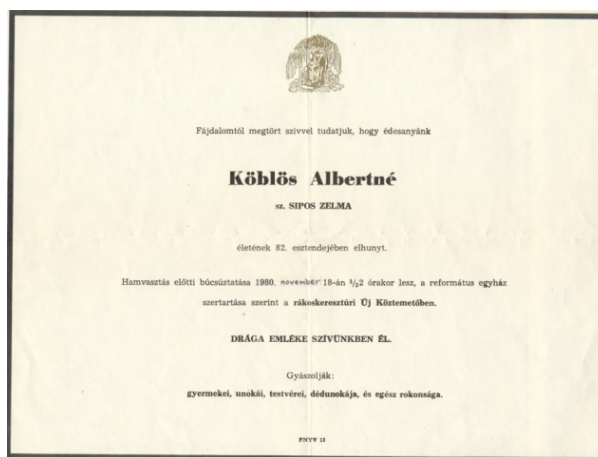 Fájdalomtól megtört szívvel tudatjuk, hogy édesanyánk
Köblös Albertné
sz. SIPOS ZELMA
életének 82. esztendejében elhunyt.
Hamvasztás előtti búcsúztatása 1980. november 18-án ½2 órakor lesz, a református egyház
szertartása szerint a rákoskeresztúri Új Köztemetőben.
DRÁGA EMLÉKE SZÍVÜNKBEN ÉL.
Gyászolják:
gyermekei, unokái, testvérei, dédunokája, és egész rokonsága.
FNYV 13